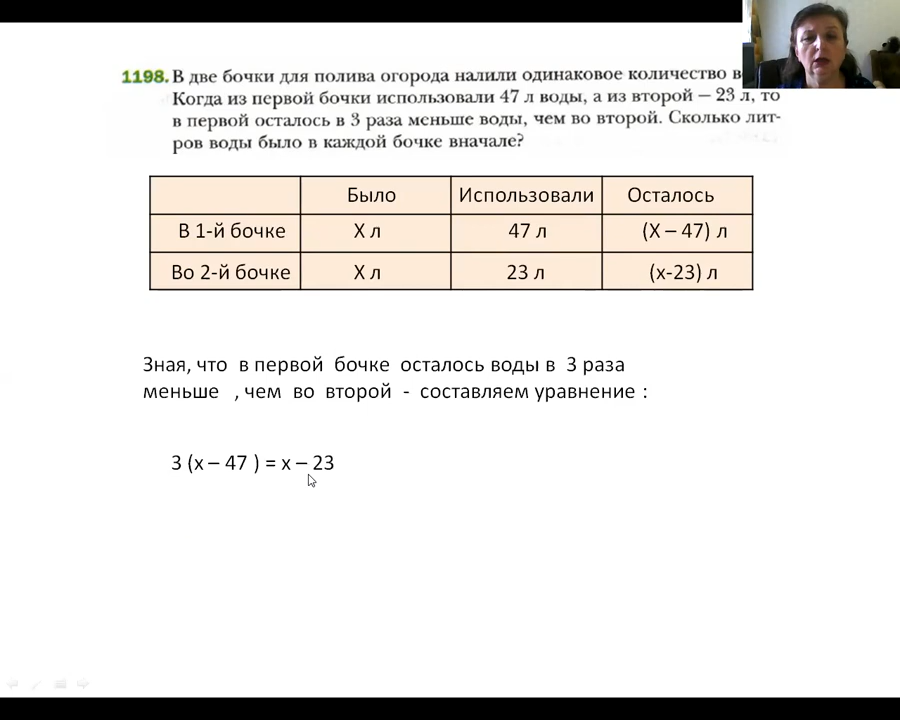 1198. В две бочки для полива огорода налили одинаковое количество
Когда из первой бочки использовали 47 л воды, а из второй — 23 л, то
в первой осталось в 3 раза меньше воды, чем во второй. Сколько лит-
ров воды было в каждой бочке вначале?
Было Использовали Осталось
В 1-й бочке Х л 47 л (Х – 47) л
Во 2-й бочке Х л 23 л (х-23) л
Зная, что в первой бочке осталось воды в 3 раза
меньше , чем во второй - составляем уравнение :
3 (х – 47 ) = х – 23